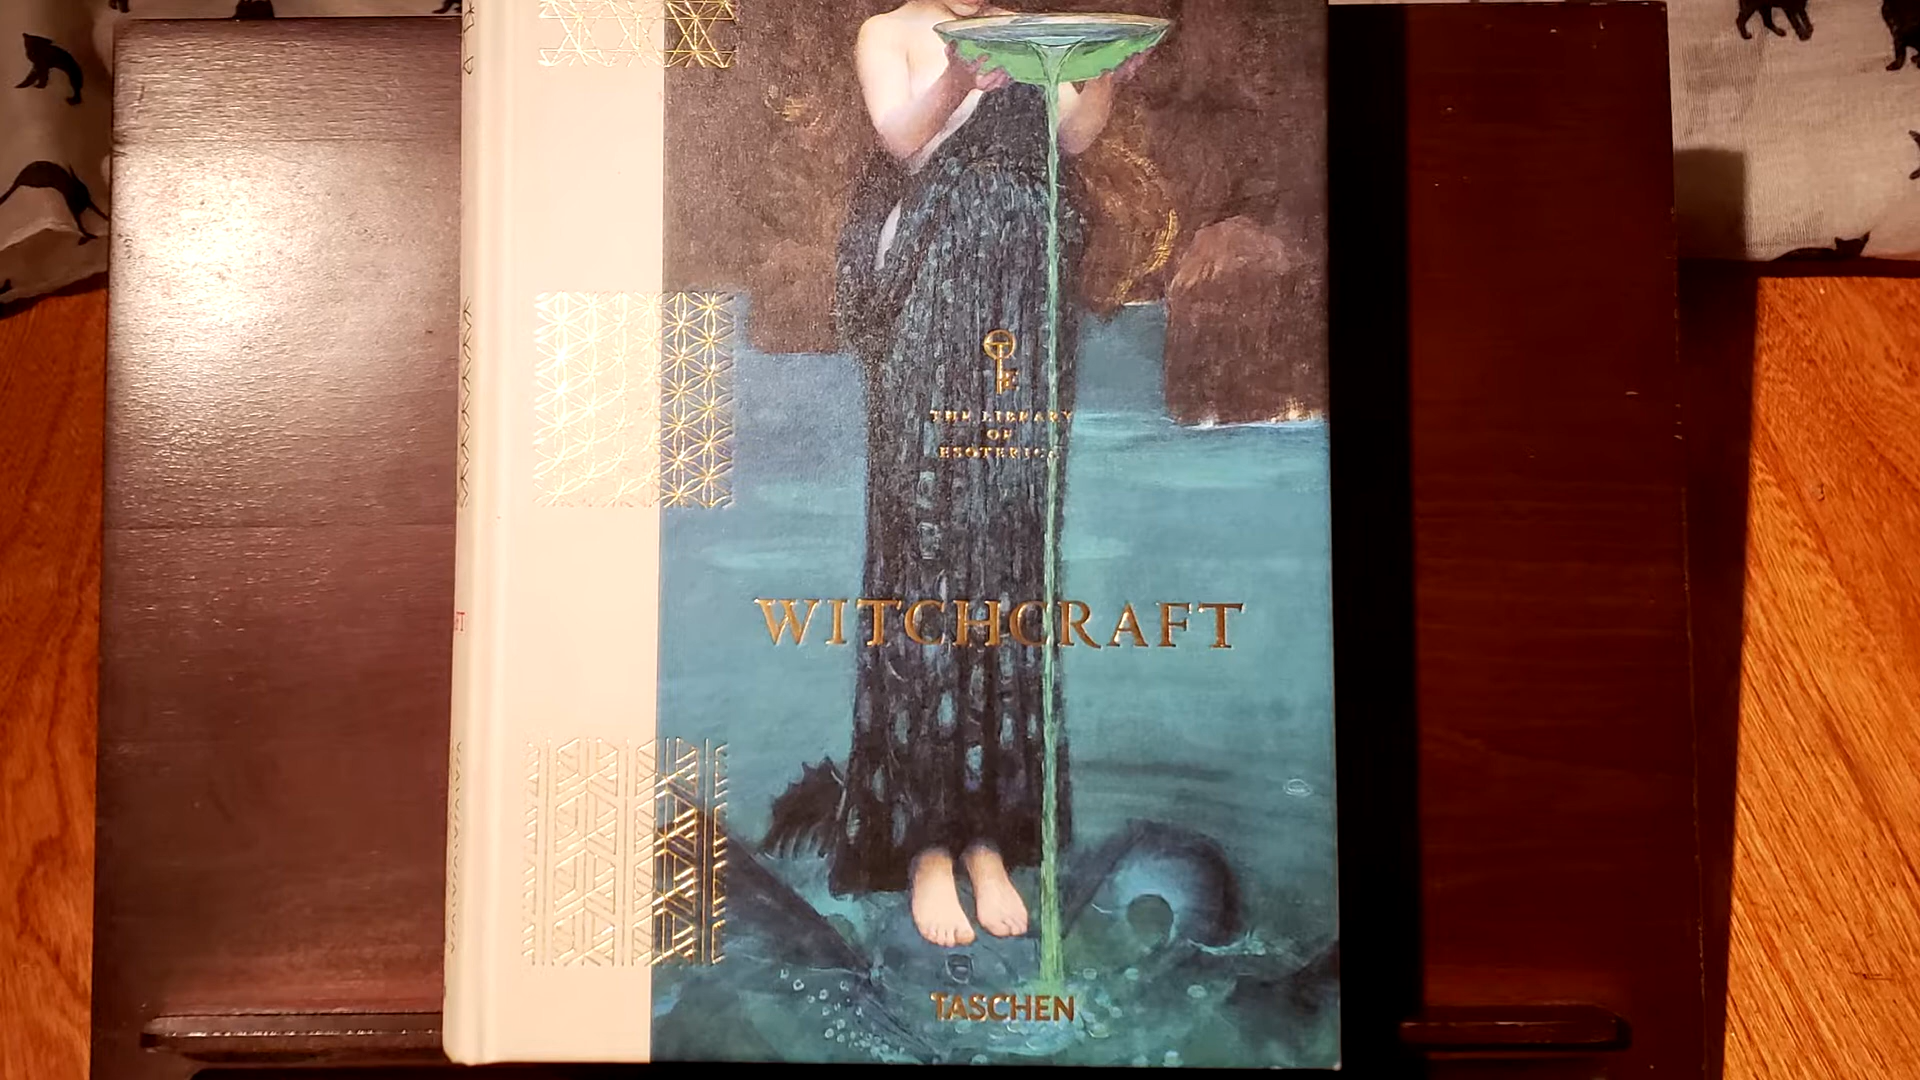 THE LIBRARY
OF
ESOTERICA
WITCHCRAFT
TASCHEN